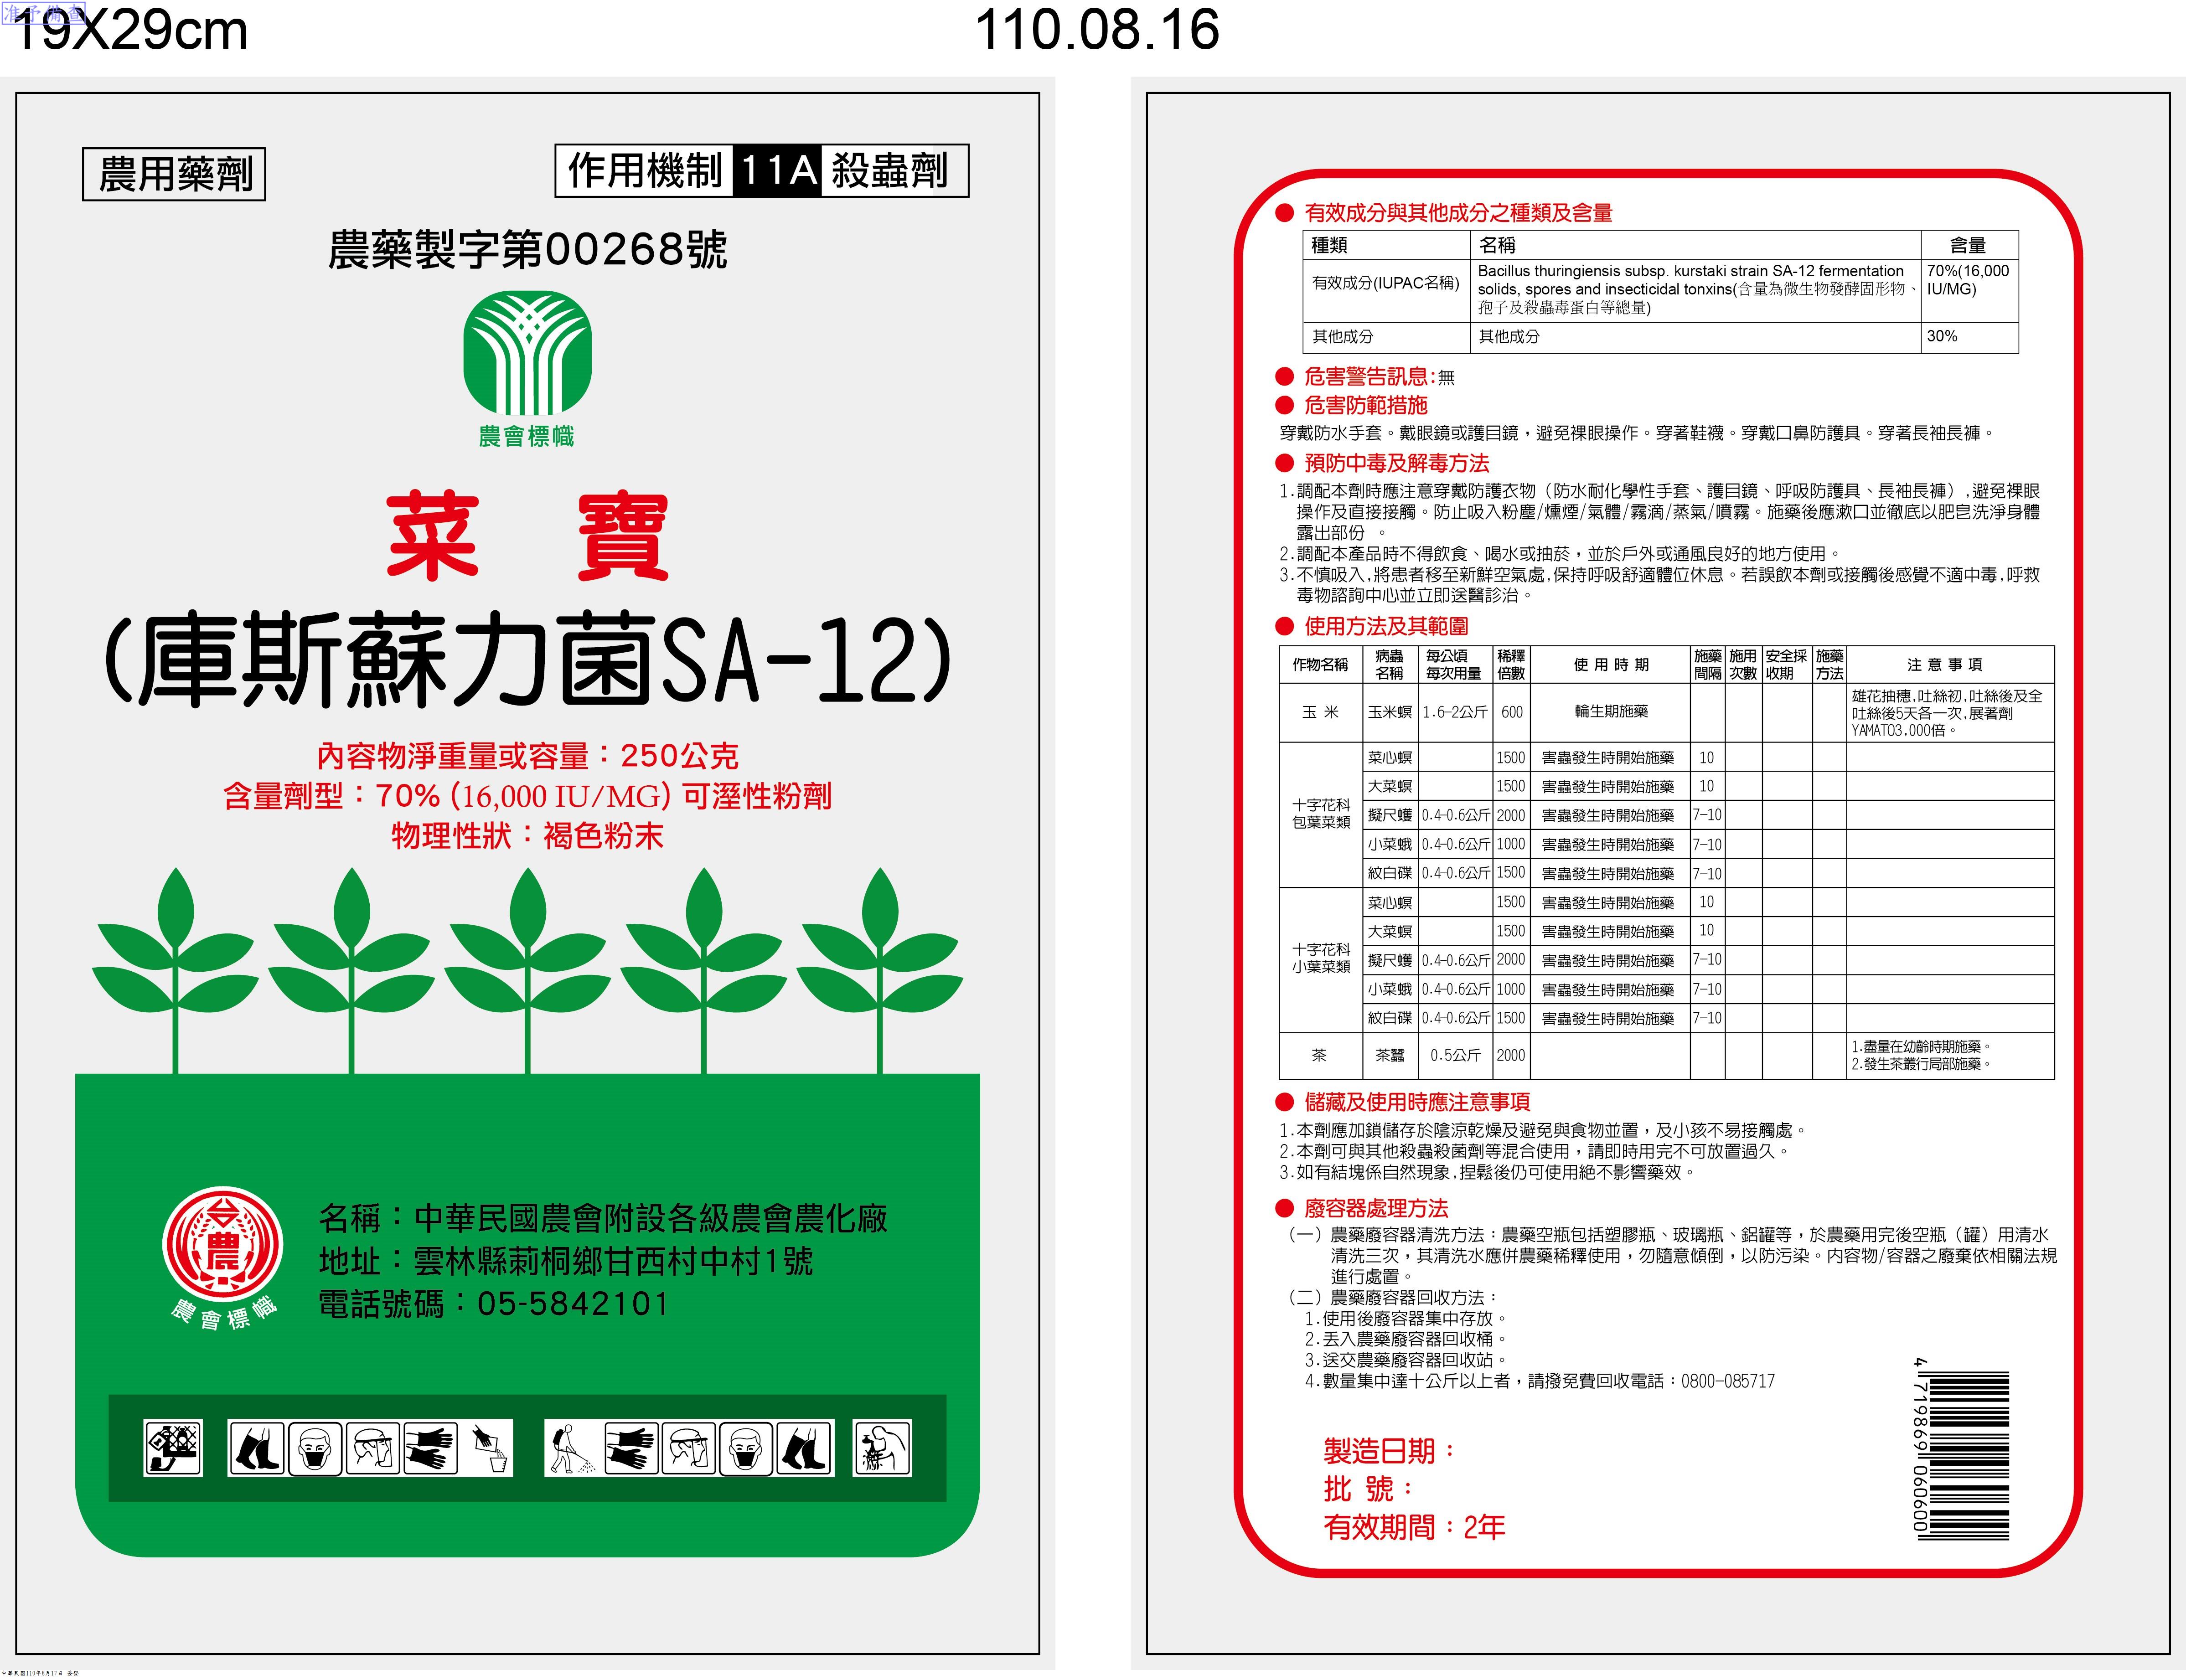 准予備查
19X29cm
110.08.16
農用藥劑
作用機制 11A 殺蟲劑
農藥製字第00268號
農會標幟
菜 寶
(庫斯蘇力菌SA-12)
內容物淨重量或容量：250公克
含量劑型：70% (16,000 IU/MG) 可溼性粉劑
物理性狀：褐色粉末
台
農
農會標幟
名稱：中華民國農會附設各級農會農化廠
地址：雲林縣莿桐鄉甘西村中村1號
電話號碼：05-5842101
中華民國110年8月17日 簽發
● 有效成分與其他成分之種類及含量
種類 名稱 含量
有效成分(IUPAC名稱) Bacillus thuringiensis subsp. kurstaki strain SA-12 fermentation 70%(16,000
solids, spores and insecticidal tonxins(含量為微生物發酵固形物、 IU/MG)
孢子及殺蟲毒蛋白等總量)
其他成分 其他成分 30%
● 危害警告訊息:無
● 危害防範措施
穿戴防水手套。戴眼鏡或護目鏡，避免裸眼操作。穿著鞋襪。穿戴口鼻防護具。穿著長袖長褲。
● 預防中毒及解毒方法
1.調配本劑時應注意穿戴防護衣物（防水耐化學性手套、護目鏡、呼吸防護具、長袖長褲）,避免裸眼
操作及直接接觸。防止吸入粉塵/燻煙/氣體/霧滴/蒸氣/噴霧。施藥後應漱口並徹底以肥皂洗淨身體
露出部份 。
2.調配本產品時不得飲食、喝水或抽菸，並於戶外或通風良好的地方使用。
3.不慎吸入,將患者移至新鮮空氣處,保持呼吸舒適體位休息。若誤飲本劑或接觸後感覺不適中毒,呼救
毒物諮詢中心並立即送醫診治。
● 使用方法及其範圍
作物名稱 病蟲名稱 每公頃每次用量 稀釋倍數 使用時期 施藥間隔 施用次數 安全採收期 施藥方法 注意事項
玉 米 玉米螟 1.6-2公斤 600 輪生期施藥 雄花抽穗,吐絲初,吐絲後及全
吐絲後5天各一次,展著劑
YAMATO3,000倍。
十字花科
包葉菜類
菜心螟 1500 害蟲發生時開始施藥 10
大菜螟 1500 害蟲發生時開始施藥 10
擬尺蠖 0.4-0.6公斤 2000 害蟲發生時開始施藥 7-10
小菜蛾 0.4-0.6公斤 1000 害蟲發生時開始施藥 7-10
紋白蝶 0.4-0.6公斤 1500 害蟲發生時開始施藥 7-10
十字花科
小葉菜類
菜心螟 1500 害蟲發生時開始施藥 10
大菜螟 1500 害蟲發生時開始施藥 10
擬尺蠖 0.4-0.6公斤 2000 害蟲發生時開始施藥 7-10
小菜蛾 0.4-0.6公斤 1000 害蟲發生時開始施藥 7-10
紋白碟 0.4-0.6公斤 1500 害蟲發生時開始施藥 7-10
茶 茶蠶 0.5公斤 2000 1.盡量在幼齡時期施藥。
2.發生茶叢行局部施藥。
● 儲藏及使用時應注意事項
1.本劑應加鎖儲存於陰涼乾燥及避免與食物並置，及小孩不易接觸處。
2.本劑可與其他殺蟲殺菌劑等混合使用，請即時用完不可放置過久。
3.如有結塊係自然現象,捏鬆後仍可使用絶不影響藥效。
● 廢容器處理方法
（一）農藥廢容器清洗方法：農藥空瓶包括塑膠瓶、玻璃瓶、鋁罐等，於農藥用完後空瓶（罐）用清水
清洗三次，其清洗水應併農藥稀釋使用，勿隨意傾倒，以防污染。內容物/容器之廢棄依相關法規
進行處置。
（二）農藥廢容器回收方法：
1.使用後廢容器集中存放。
2.丟入農藥廢容器回收桶。
3.送交農藥廢容器回收站。
4.數量集中達十公斤以上者，請撥免費回收電話：0800-085717
製造日期：
批 號：
有效期間：2年
4 719869 060600